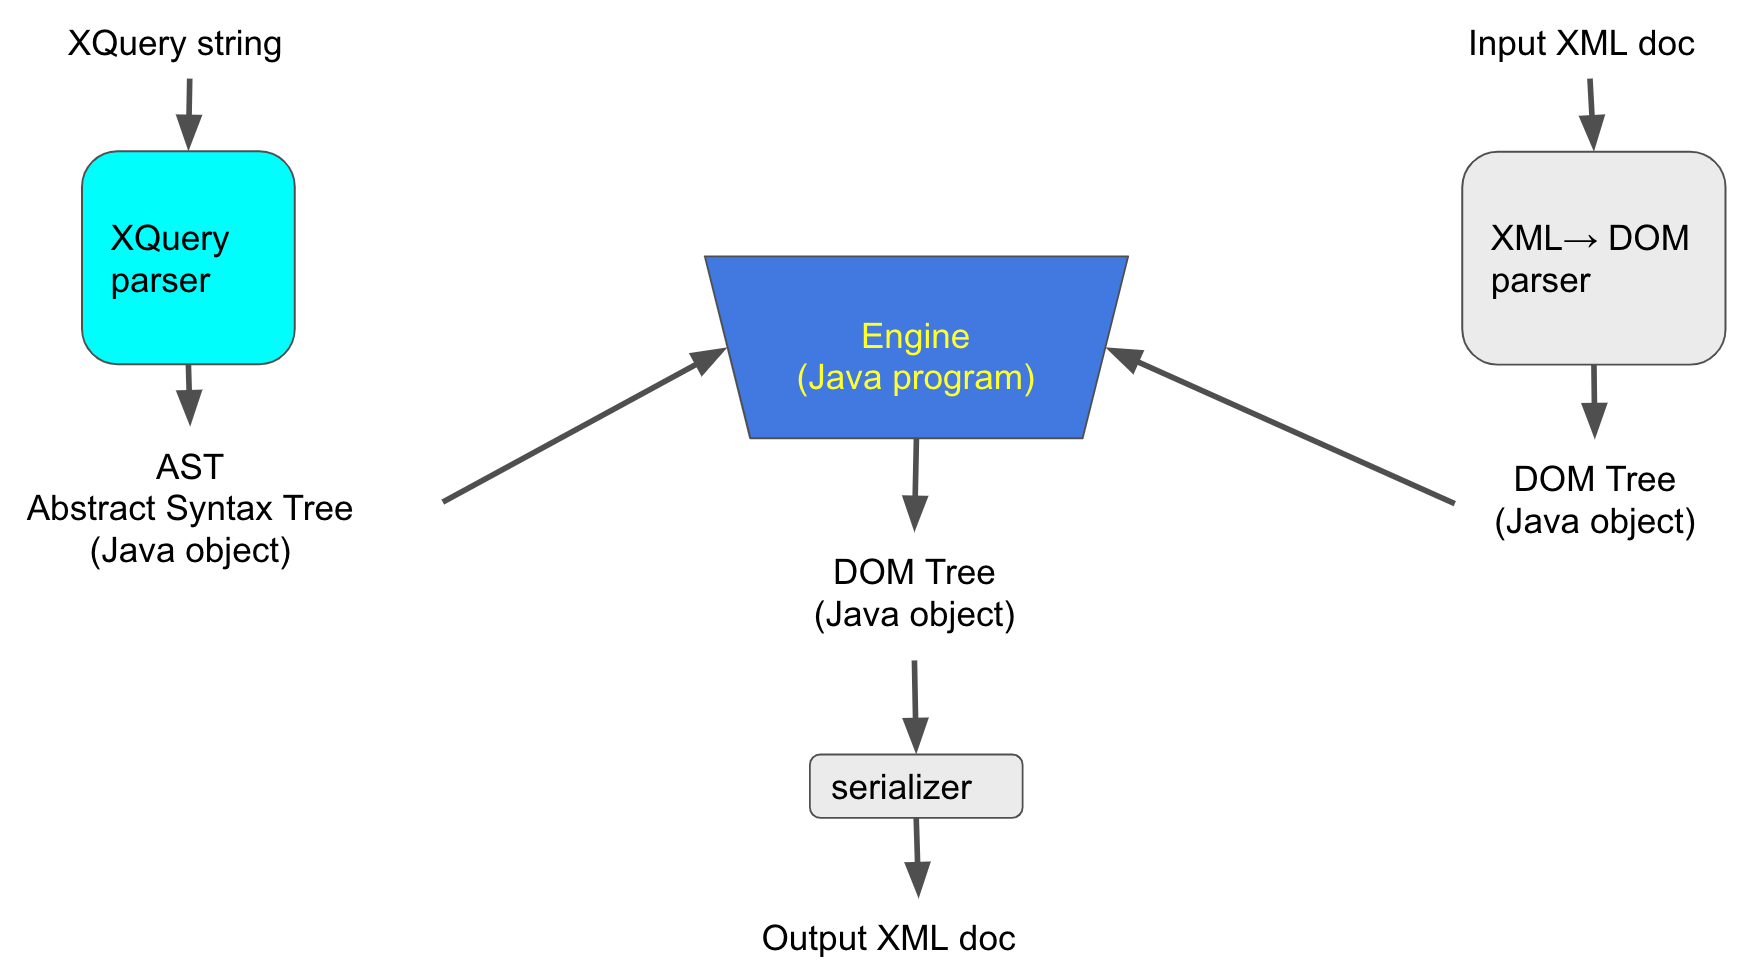 XQuery string
Input XML doc
XQuery
parser
XML→ DOM
parser
Engine
(Java program)
AST
Abstract Syntax Tree
(Java object)
DOM Tree
(Java object)
DOM Tree
(Java object)
serializer
Output XML doc